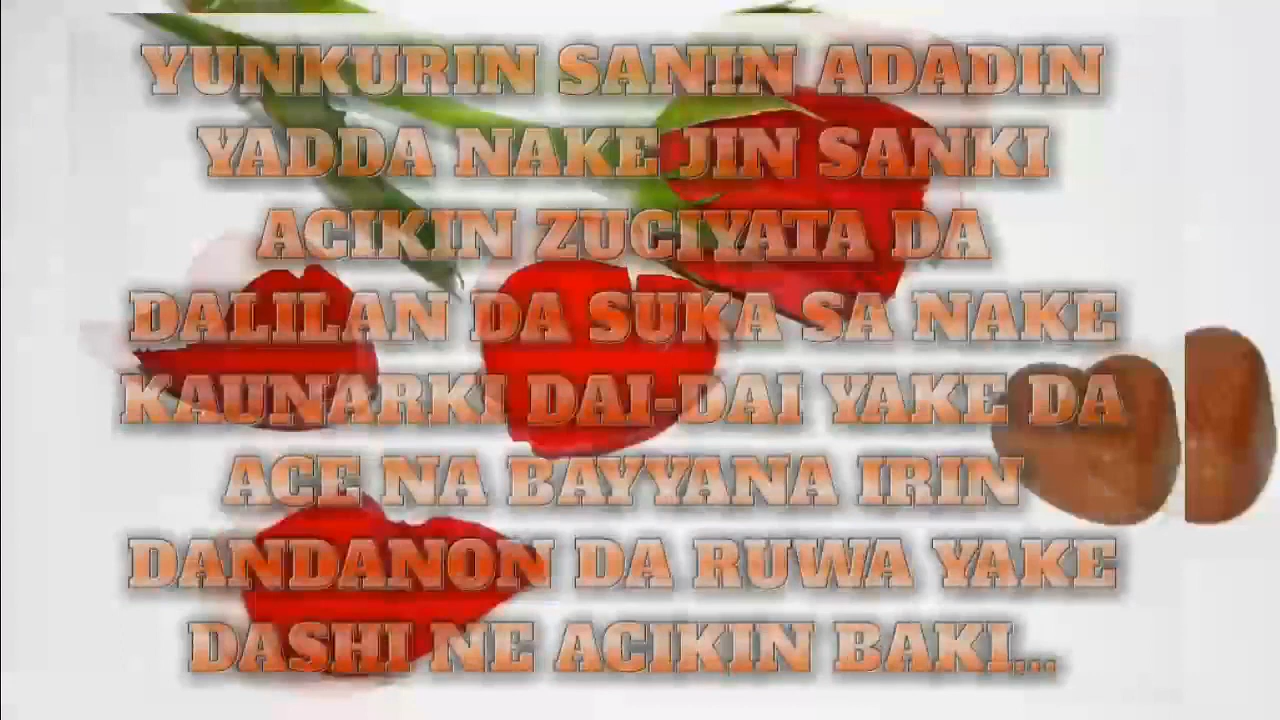 YUNKURIN SANIN ADADIN
YADDA NAKE JIN SANKI
ACIKIN ZUCIYATA DA
DALILAN DA SUKA SA NAKE
KAUNARKI DAI-DAI YAKE DA
ACE NA BAYYANA IRIN
DANDANON DA RUWA YAKE
DASHI NE ACIKIN BAKI...